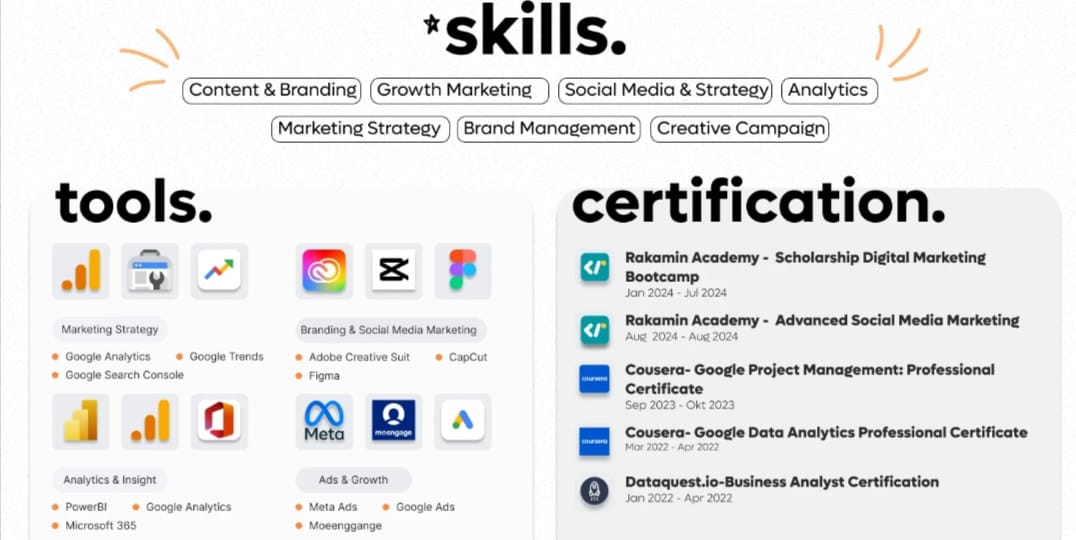 *skills.
Content & Branding Growth Marketing Social Media & Strategy Analytics
Marketing Strategy Brand Management Creative Campaign
tools.
Marketing Strategy
Google Analytics Google Trends
Google Search Console
Branding & Social Media Marketing
Adobe Creative Suit CapCut
Figma
Meta
moengage
Analytics & Insight
PowerBI Google Analytics
Microsoft 365
Ads & Growth
Meta Ads Google Ads
Moeenggange
certification.
Rakamin Academy - Scholarship Digital Marketing
Bootcamp
Jan 2024 - Jul 2024
Rakamin Academy - Advanced Social Media Marketing
Aug 2024 - Aug 2024
coursera
Cousera- Google Project Management: Professional
Certificate
Sep 2023 - Okt 2023
coursera
Cousera- Google Data Analytics Professional Certificate
Mar 2022 - Apr 2022
Dataquest.io-Business Analyst Certification
Jan 2022 - Apr 2022